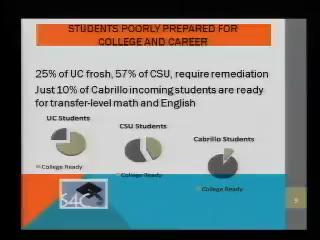 STUDENTS POORLY PREPARED FOR
COLLEGE AND CAREER
25% of UC frosh, 57% of CSU, require remediation
Just 10% of Cabrillo incoming students are ready
for transfer-level math and English
UC Students
CSU Students
Cabrillo Students
College Ready
College Ready
College Ready
S4C
9